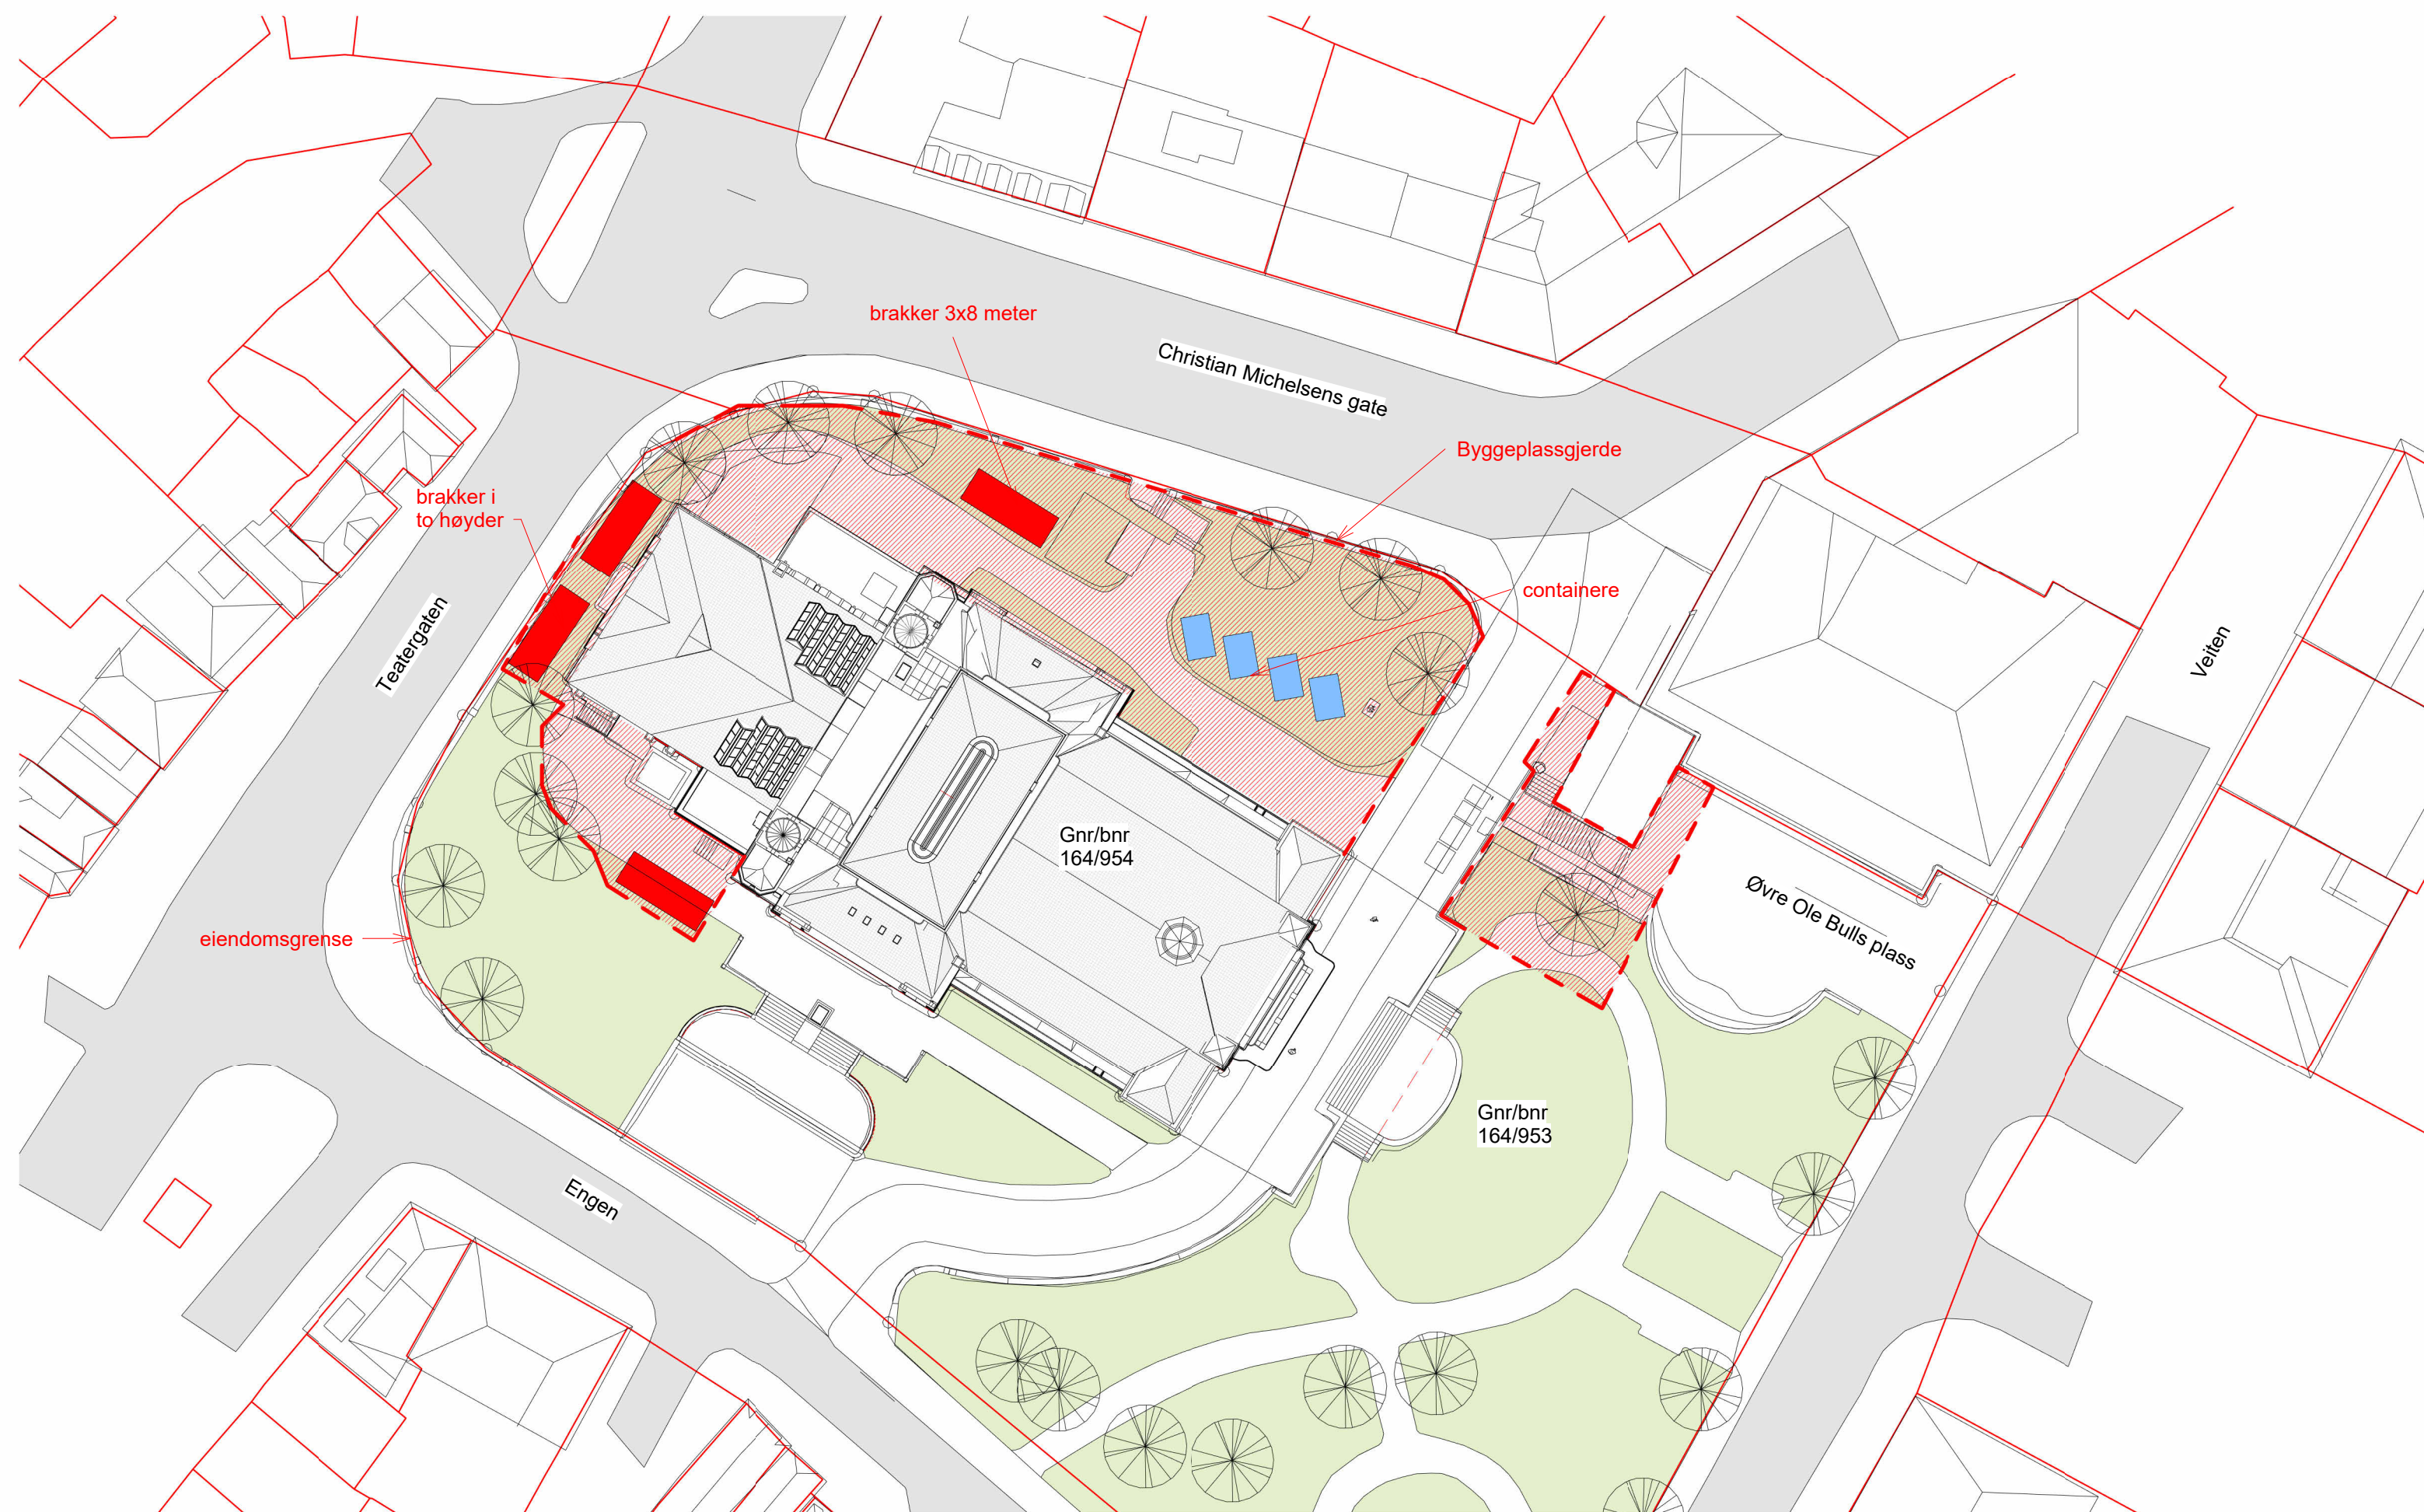 brakker 3x8 meter
Christian Michelsens gate
Byggeplassgjerde
brakker i
to høyder
containere
Teatergaten
Veiten
Gnr/bnr
164/954
Øvre Ole Bulls plass
eiendomsgrense
Gnr/bnr
164/953
Engen